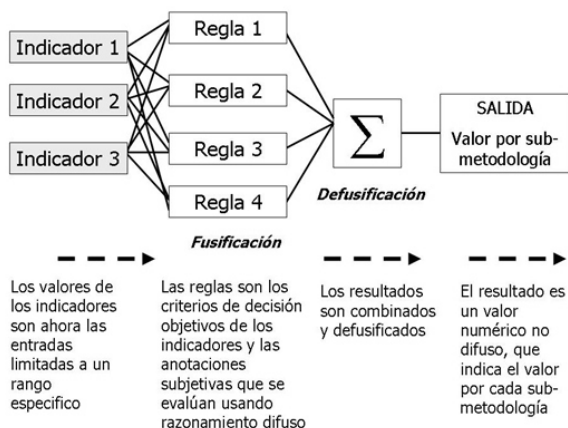 Indicador 1
Indicador 2
Indicador 3
Regla 1
Regla 2
Regla 3
Regla 4
Fusificación
Σ
Defusificación
SALIDA
Valor por sub-
metodología
Los valores de
los indicadores
son ahora las
entradas
limitadas a un
rango
especifico
Las reglas son los
criterios de decisión
objetivos de los
indicadores y las
anotaciones
subjetivas que se
evalúan usando
razonamiento difuso
Los resultados
son combinados
y defusificados
El resultado es
un valor
numérico no
difuso, que
indica el valor
por cada sub-
metodología